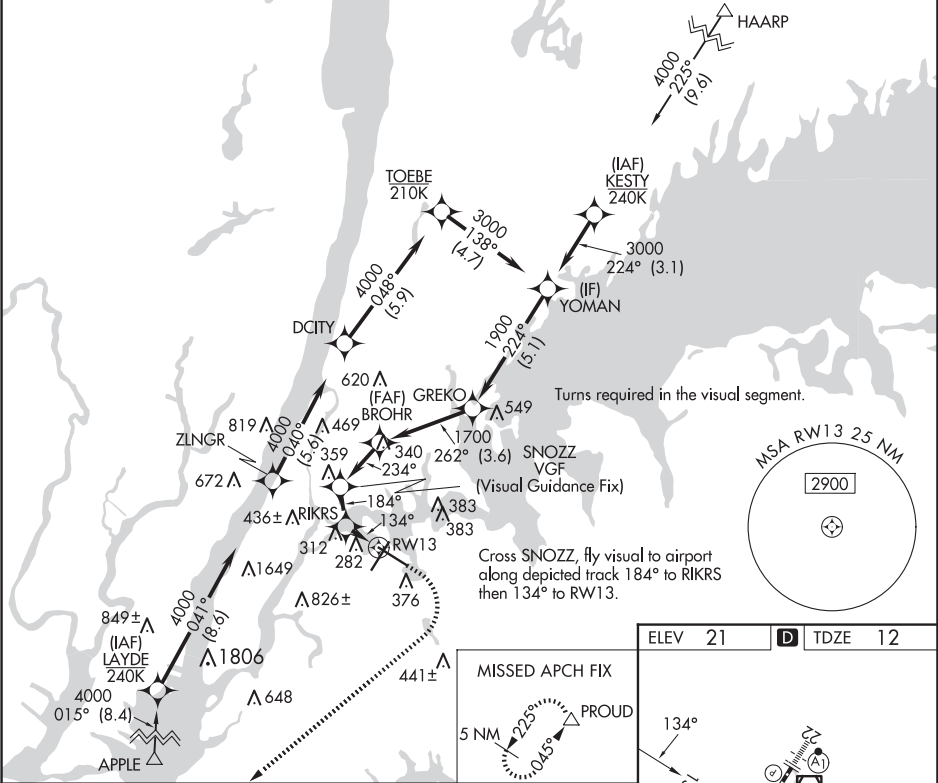 HAARP
4000
225°
(9.6)
TOEBE
210K
(IAF)
KESTY
240K
3000
138°
(4.7)
3000
224° (3.1)
4000
048°
(5.9)
(IF)
YOMAN
DCITY
1900
224°
(5.1)
620
(FAF)
BROHR
GREKO
549
Turns required in the visual segment.
819
469
ZLNGR
4000
040°
(5.6)
359
340
1700
262° (3.6)
SNOZZ
VGF
(Visual Guidance Fix)
234°
672
184°
383
383
436±
RIKRS
134°
312
282
RW13
376
MSA RW13 25 NM
2900
Cross SNOZZ, fly visual to airport
along depicted track 184° to RIKRS
then 134° to RW13.
1649
826±
849±
4000
041°
(8.6)
(IAF)
LAYDE
240K
1806
441±
648
4000
015° (8.4)
APPLE
MISSED APCH FIX
PROUD
5 NM
225°
045°
ELEV 21
D
TDZE 12
134°
22
P
A1